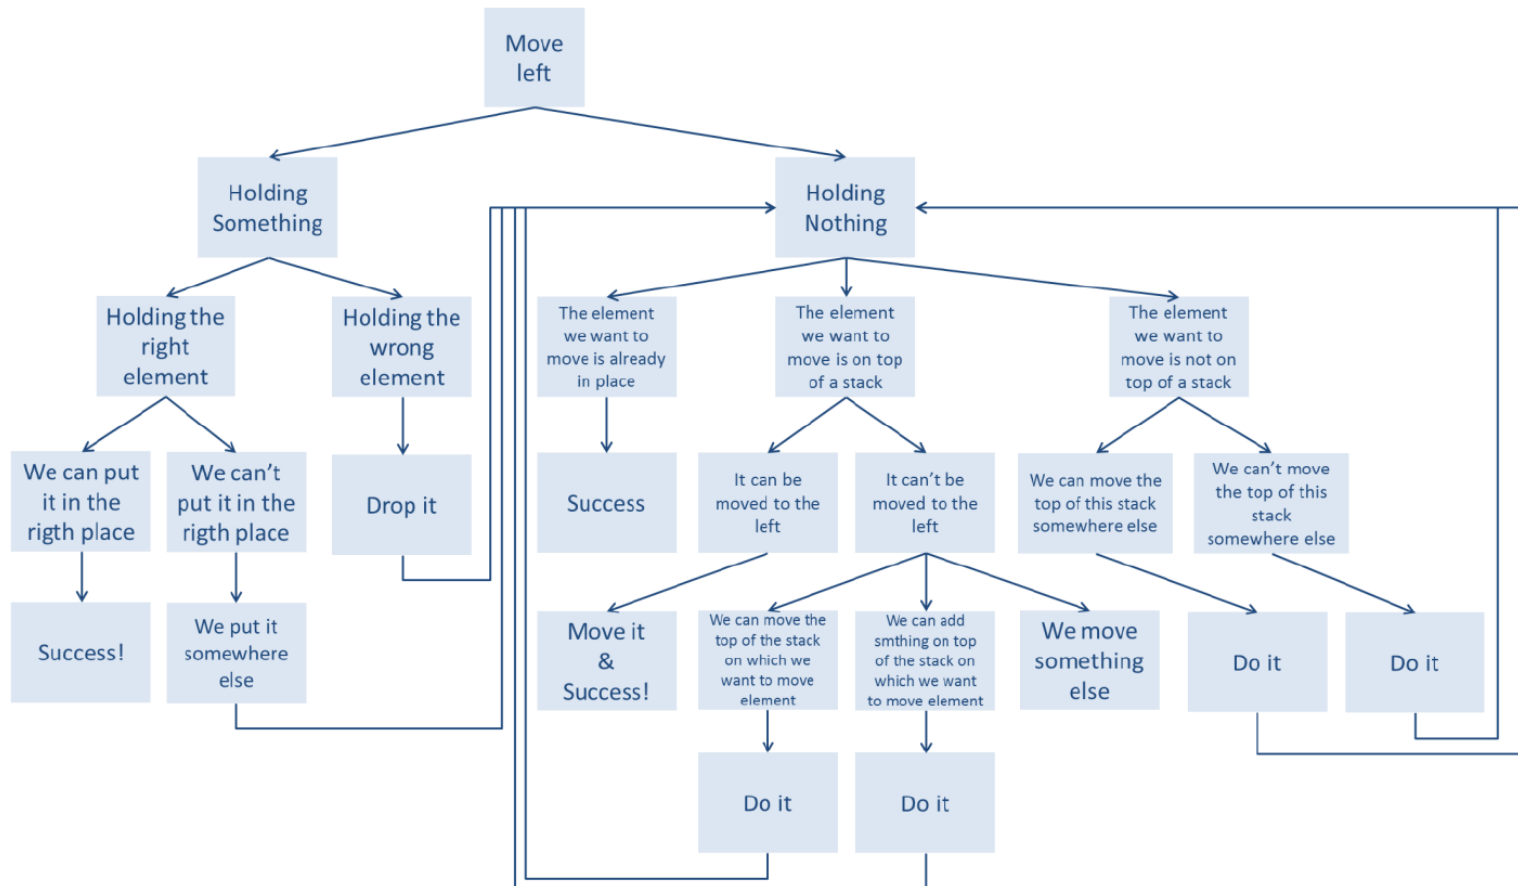 Move
left
Holding
Something
Holding
Nothing
Holding the
right
element
Holding the
wrong
element
The element
we want to
move is already
in place
The element
we want to
move is on top
of a stack
The element
we want to
move is not on
top of a stack
We can put
it in the
rigth place
We can't
put it in the
rigth place
Drop it
Success
It can be
moved to the
left
It can't be
moved to the
left
We can move the
top of this stack
somewhere else
We can't move
the top of this
stack
somewhere else
Success!
We put it
somewhere
else
Move it
&
Success!
We can move the
top of the stack
on which we
want to move
element
We can add
smthing on top
of the stack on
which we want
to move element
We move
something
else
Do it
Do it
Do it
Do it